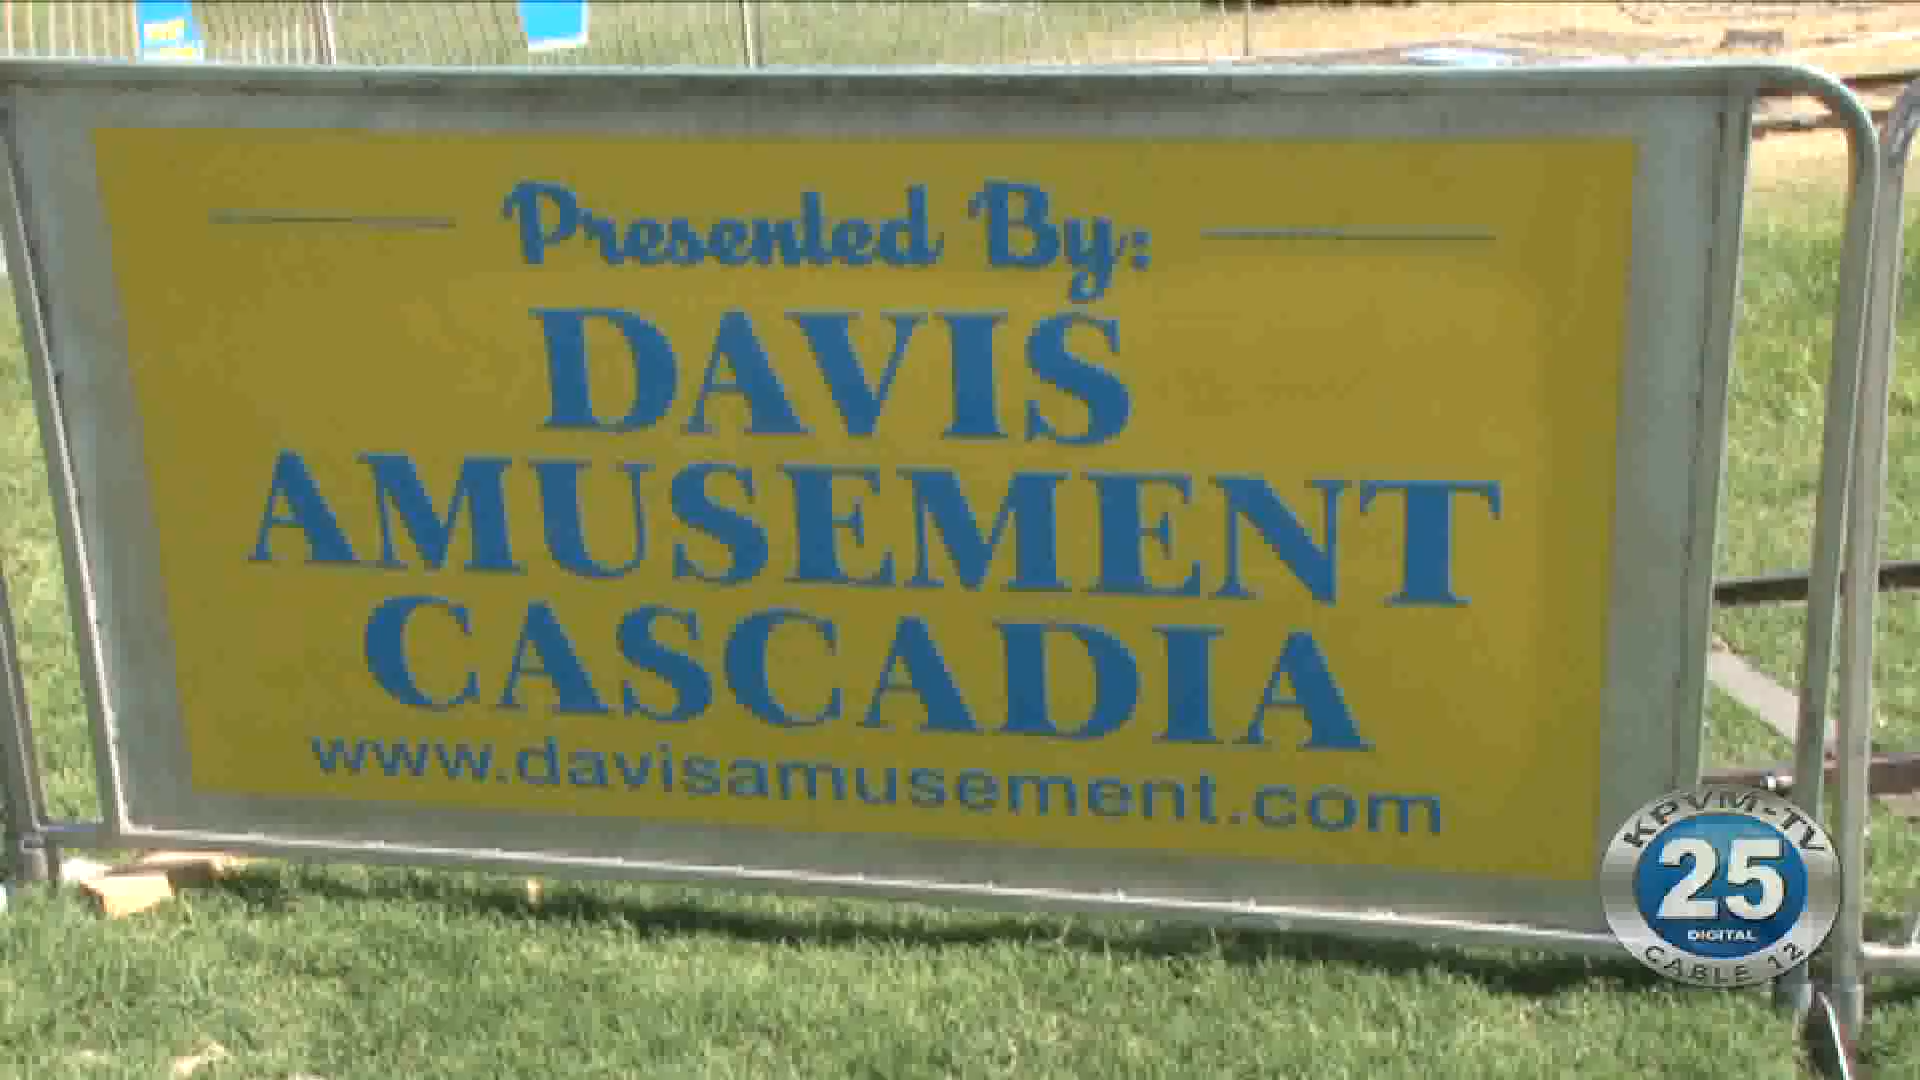 Presented By:
DAVIS
AMUSEMENT
CASCADIA
www.davisamusement.com
KPVM-TV
25
DIGITAL
CABLE 12